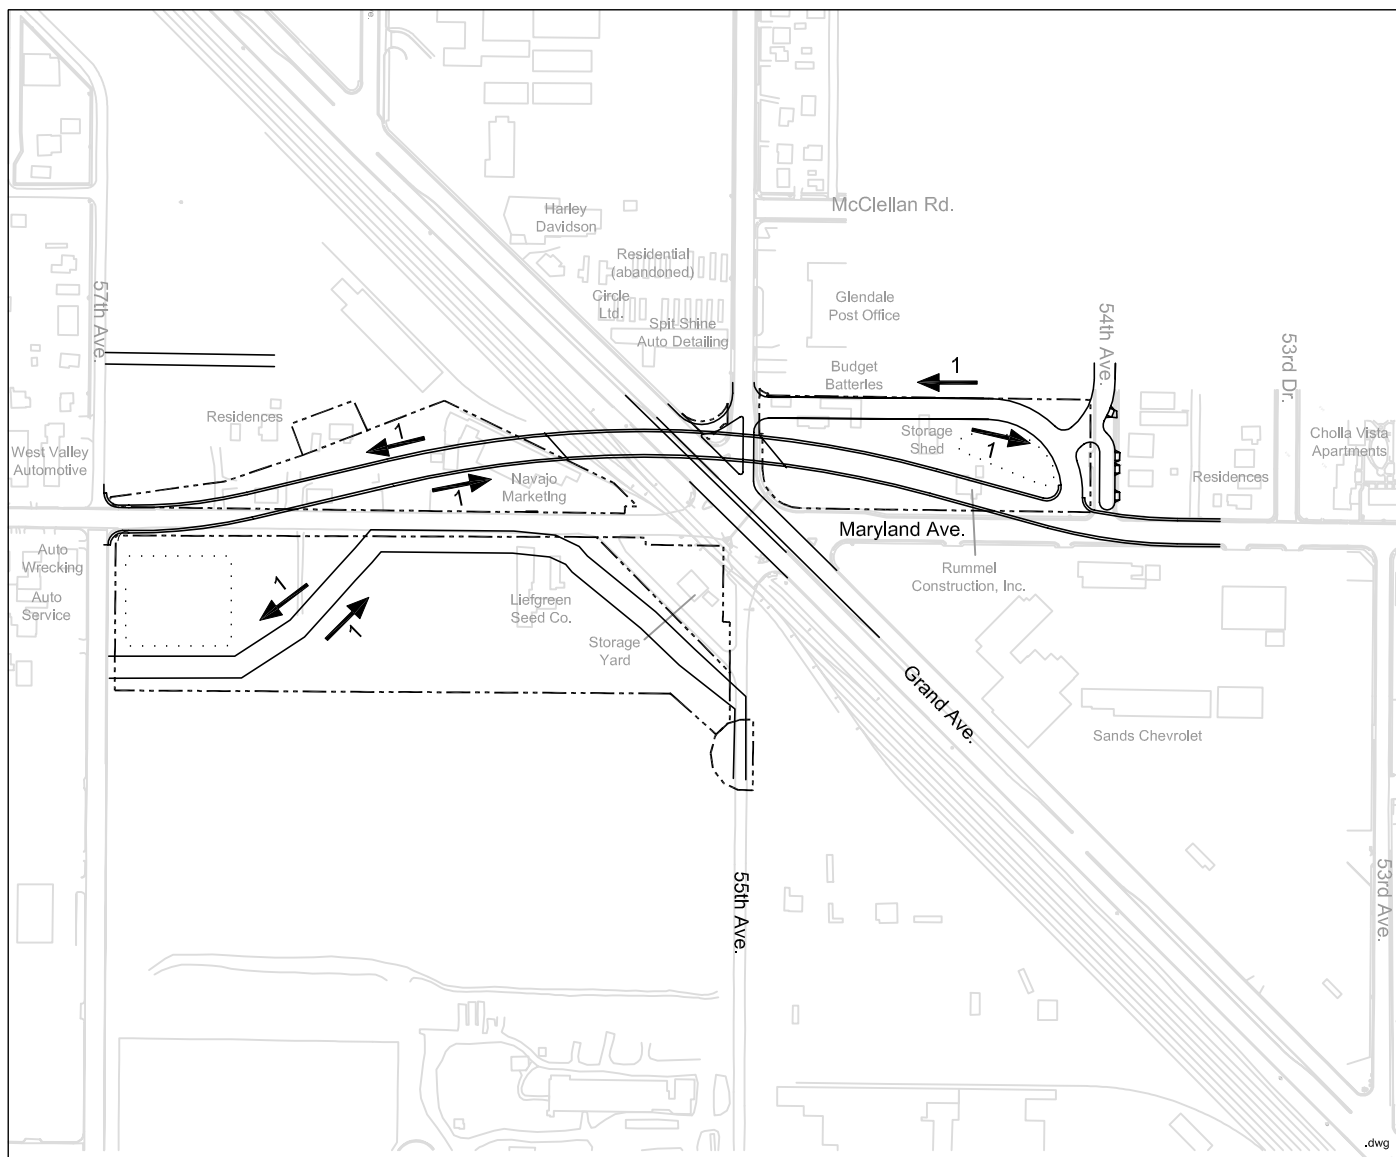 Ave.
McClellan Rd.
Harley
Davidson
Residential
(abandoned)
Circle
Ltd.
Spit Shine
Auto Detailing
Glendale
Post Office
57th Ave.
54th Ave.
53rd Dr.
Budget
Batteries
1
Residences
1
Storage
Shed
1
Cholla Vista
Apartments
West Valley
Automotive
Navajo
Marketing
1
Residences
Maryland Ave.
Auto
Wrecking
Auto
Service
1
1
Liefgreen
Seed Co.
Rummel
Construction, Inc.
Storage
Yard
Grand Ave.
Sands Chevrolet
55th Ave.
53rd Ave.
.dwg